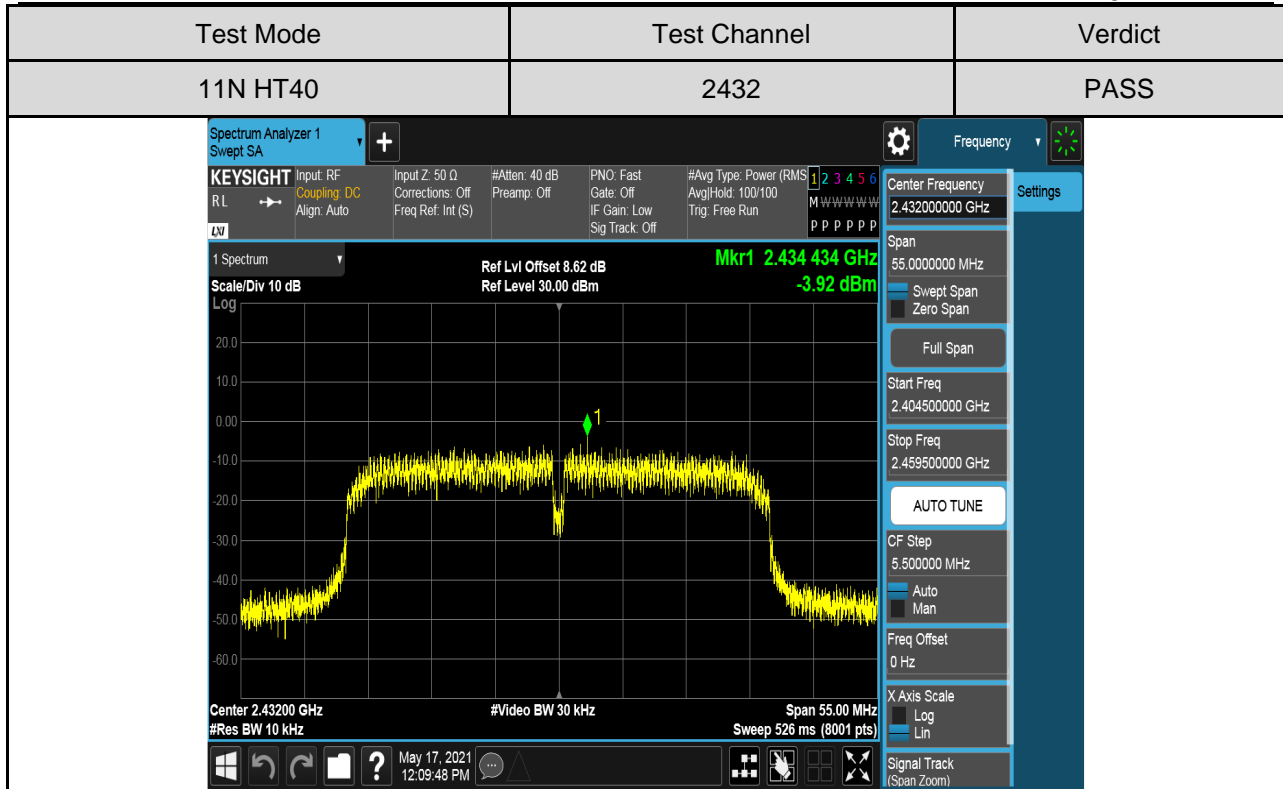 Test Mode Test Channel Verdict
11N HT40 2432 PASS
Spectrum Analyzer 1
Swept SA
+
Frequency
KEYSIGHT Input: RF Input Z: 50 Ω #Atten: 40 dB PNO: Fast #Avg Type: Power (RMS 1 2 3 4 5 6
RL Coupling: DC Corrections: Off Preamp: Off Gate: Off Avg|Hold: 100/100 M W W W W W
Align: Auto Freq Ref: Int (S) IF Gain: Low Trig: Free Run
LXI Sig Track: Off P P P P P P
1 Spectrum
Ref Lvl Offset 8.62 dB Mkr1 2.434 434 GHz
Scale/Div 10 dB Ref Level 30.00 dBm -3.92 dBm
Log
20.0
10.0
0.00
1
-10.0
-20.0
-30.0
-40.0
-50.0
-60.0
Center 2.43200 GHz #Video BW 30 kHz Span 55.00 MHz
#Res BW 10 kHz Sweep 526 ms (8001 pts)
Center Frequency
2.432000000 GHz
Settings
Span
55.0000000 MHz
Swept Span
Zero Span
Full Span
Start Freq
2.404500000 GHz
Stop Freq
2.459500000 GHz
AUTO TUNE
CF Step
5.500000 MHz
Auto
Man
Freq Offset
0 Hz
X Axis Scale
Log
Lin
Signal Track
(Span Zoom)
?
May 17, 2021
12:09:48 PM